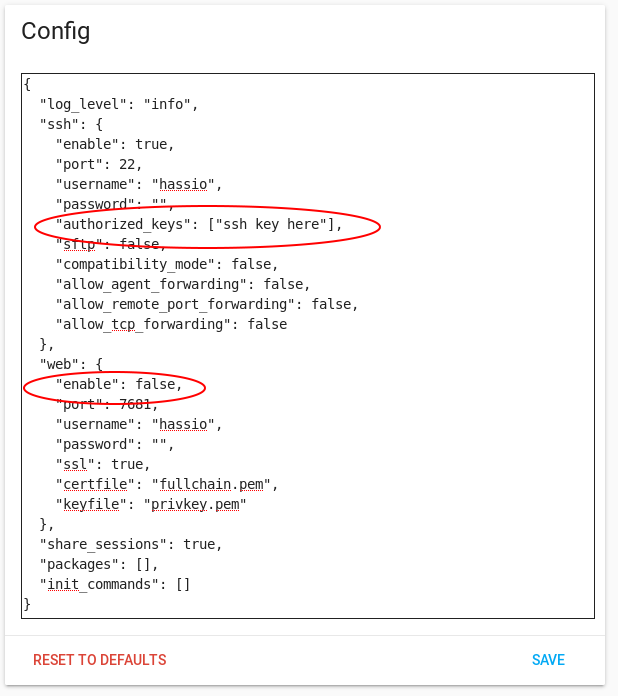 Config
{
  "log_level": "info",
  "ssh": {
    "enable": true,
    "port": 22,
    "username": "hassio",
    "password": "",
    "authorized_keys": ["ssh key here"],
    "sftp": false,
    "compatibility_mode": false,
    "allow_agent_forwarding": false,
    "allow_remote_port_forwarding": false,
    "allow_tcp_forwarding": false
  },
  "web": {
    "enable": false,
    "port": 7681,
    "username": "hassio",
    "password": "",
    "ssl": true,
    "certfile": "fullchain.pem",
    "keyfile": "privkey.pem"
  },
  "share_sessions": true,
  "packages": [],
  "init_commands": []
}
RESET TO DEFAULTS SAVE